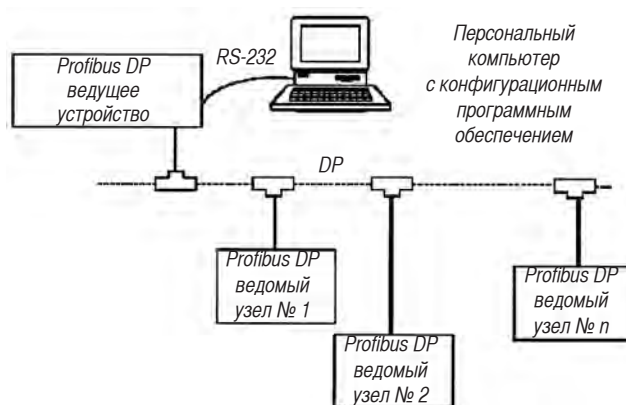 Profibus DP
ведущее
устройство
RS-232
Персональный
компьютер
с конфигурационным
программным
обеспечением
DP
Profibus DP
ведомый
узел № 1
Profibus DP
ведомый
узел № 2
Profibus DP
ведомый
узел № n